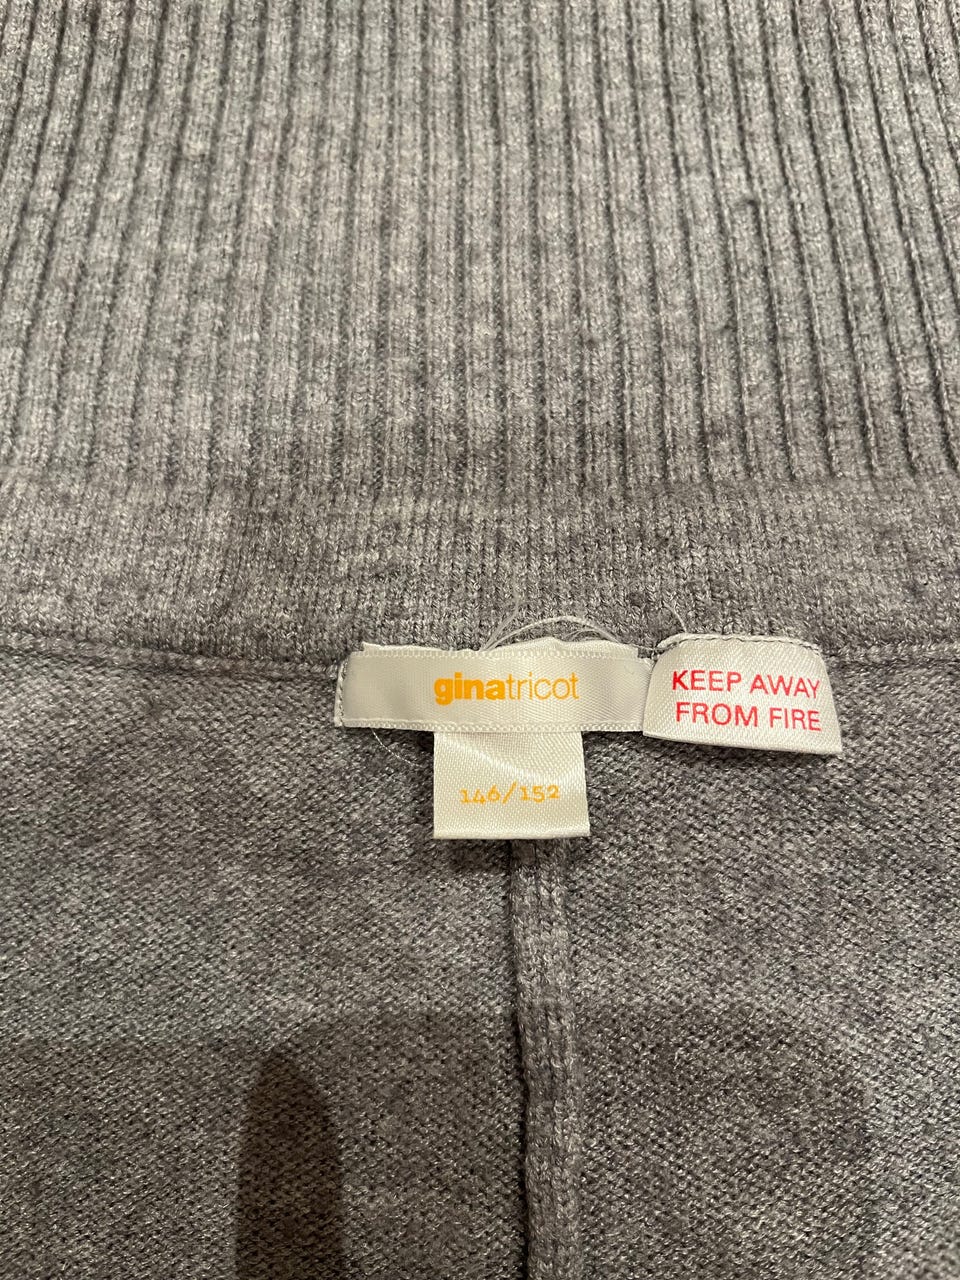 ginatricot
146/152
KEEP AWAY
FROM FIRE